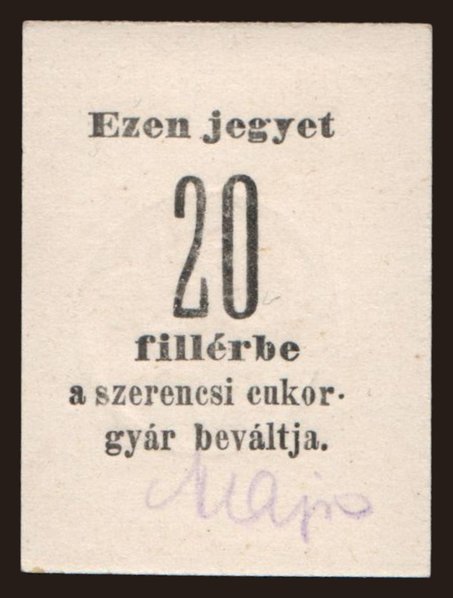 Ezen jegyet
20
fillérbe
a szerencsi cukor-
gyár beváltja.